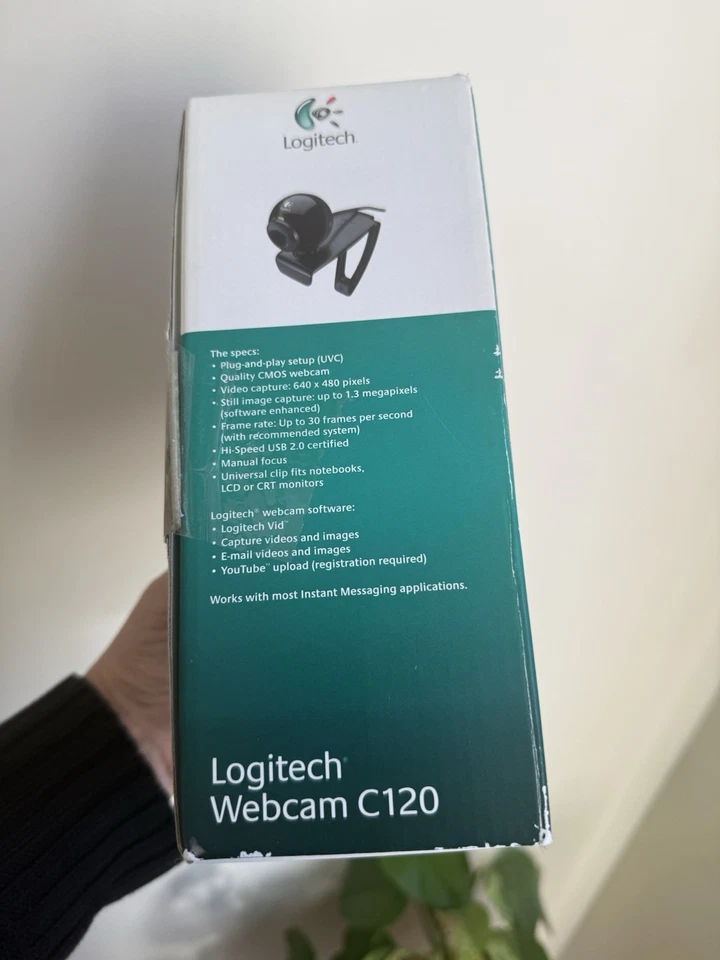 Logitech
The specs:
• Plug-and-play setup (UVC)
• Quality CMOS webcam
• Video capture: 640 x 480 pixels
• Still image capture: up to 1.3 megapixels
(software enhanced)
• Frame rate: Up to 30 frames per second
(with recommended system)
• Hi-Speed USB 2.0 certified
• Manual focus
• Universal clip fits notebooks,
LCD or CRT monitors
Logitech® webcam software:
• Logitech Vid™
• Capture videos and images
• E-mail videos and images
• YouTube™ upload (registration required)
Works with most Instant Messaging applications.
Logitech®
Webcam C120